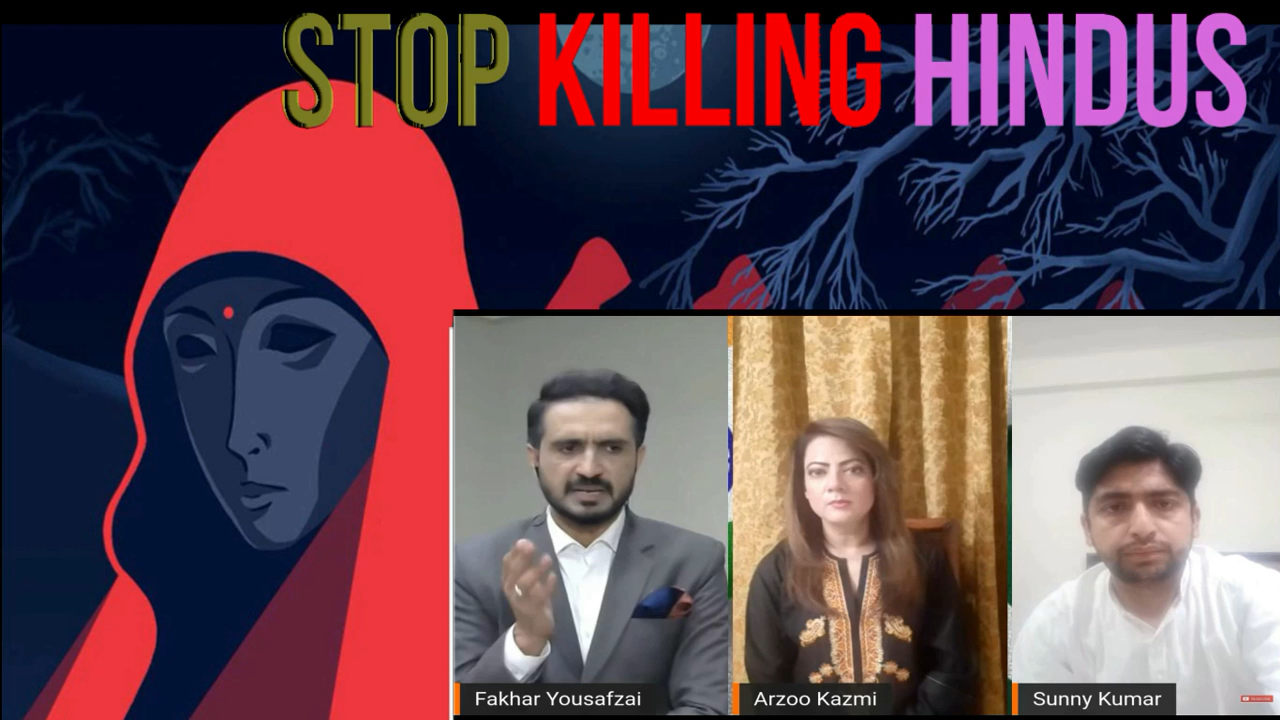 STOP KILLING HINDUS
Fakhar Yousafzai
Arzoo Kazmi
Sunny Kumar